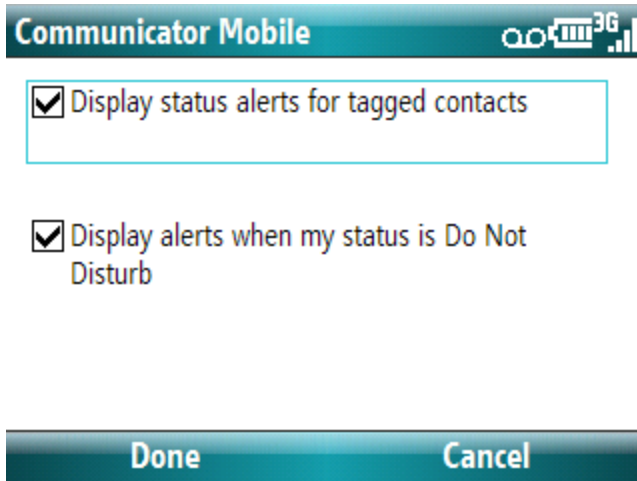 Communicator Mobile
3G
Display status alerts for tagged contacts
Display alerts when my status is Do Not
Disturb
Done
Cancel